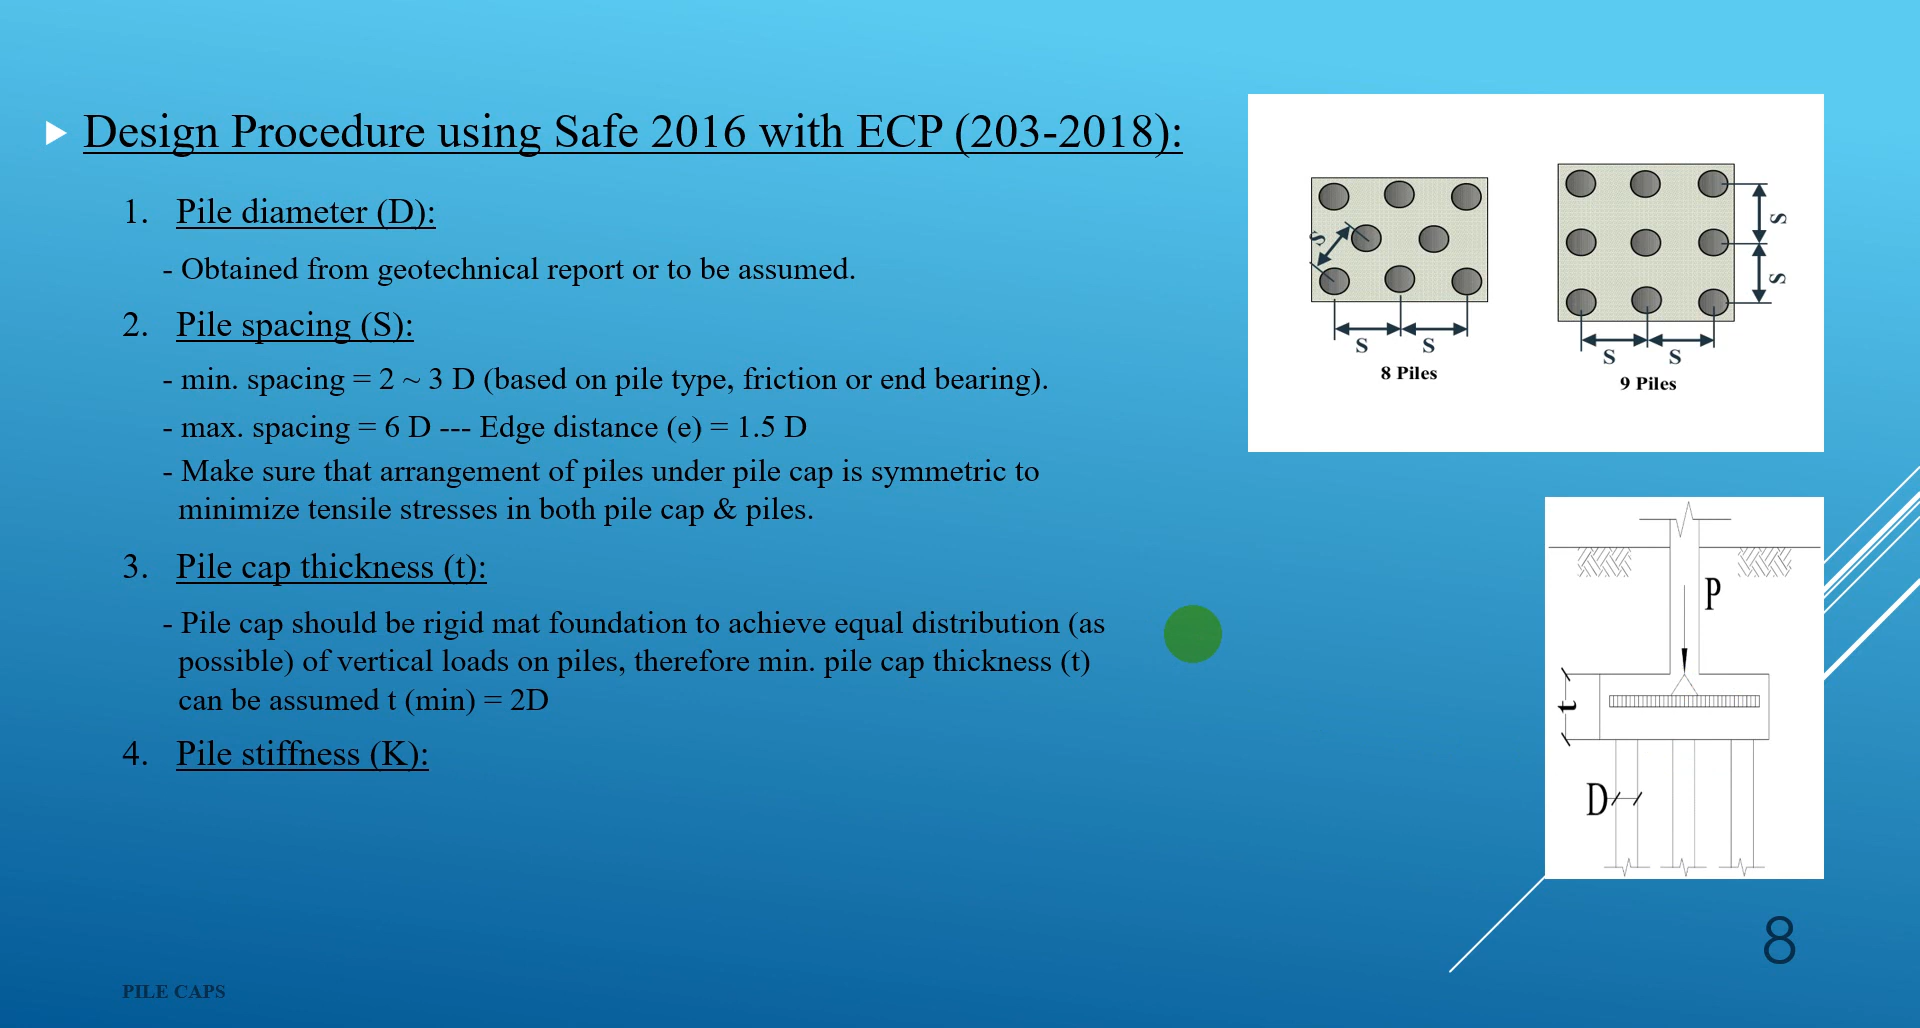 Design Procedure using Safe 2016 with ECP (203-2018):
1. Pile diameter (D):
- Obtained from geotechnical report or to be assumed.
2. Pile spacing (S):
- min. spacing = 2 ~ 3 D (based on pile type, friction or end bearing).
- max. spacing = 6 D --- Edge distance (e) = 1.5 D
- Make sure that arrangement of piles under pile cap is symmetric to
minimize tensile stresses in both pile cap & piles.
3. Pile cap thickness (t):
- Pile cap should be rigid mat foundation to achieve equal distribution (as
possible) of vertical loads on piles, therefore min. pile cap thickness (t)
can be assumed t (min) = 2D
4. Pile stiffness (K):
S
S S
8 Piles
S
S
S S
9 Piles
P
t
D
8
PILE CAPS